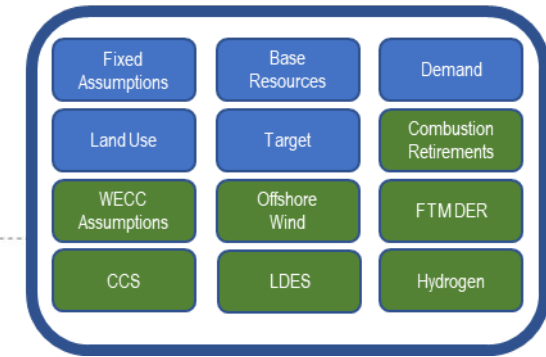 Fixed
Assumptions
Base
Resources
Demand
Land Use
Target
Combustion
Retirements
WECC
Assumptions
Offshore
Wind
FTM DER
CCS
LDES
Hydrogen